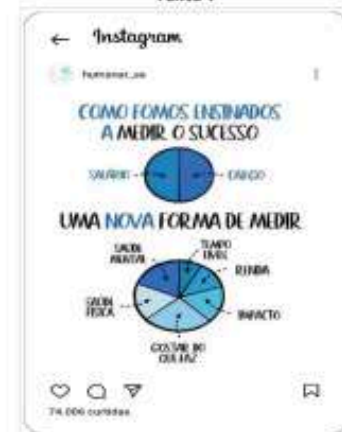 Instagram
COMO FOMOS ENSINADOS
A MEDIR O SUCESSO
SALÁRIO
CARGO
UMA NOVA FORMA DE MEDIR
SAÚDE
MENTAL
TEMPO
LIVRE
RENDA
SAÚDE
FÍSICA
IMPACTO
GOSTAR DO
QUE FAZ
curtidas